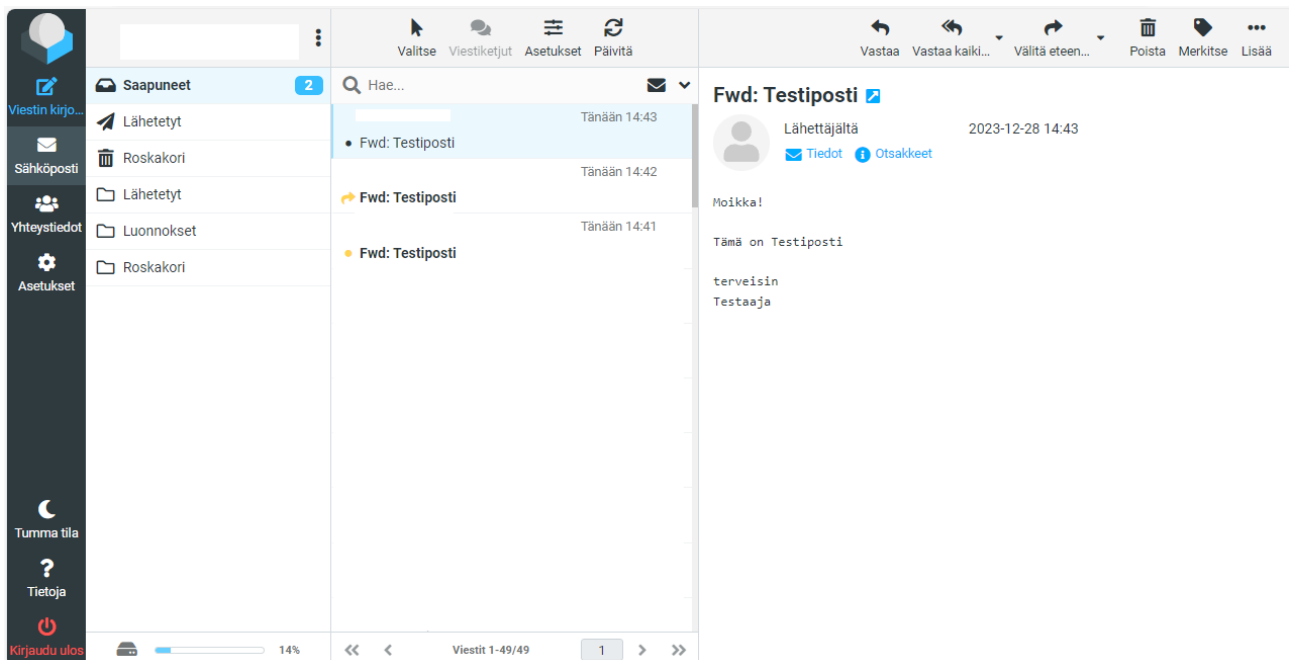 Viestin kirjo...
Sähköposti
Yhteystiedot
Asetukset
Tumma tila
Tietoja
Kirjaudu ulos
Saapuneet 2
Lähetetyt
Roskakori
Lähetetyt
Luonnokset
Roskakori
14%
Valitse Viestiketjut Asetukset Päivitä
Hae...
Tänään 14:43
Fwd: Testiposti
Tänään 14:42
Fwd: Testiposti
Tänään 14:41
Fwd: Testiposti
Viestit 1-49/49 1
Vastaa Vastaa kaiki... Välitä eteen... Poista Merkitse Lisää
Fwd: Testiposti
Lähettäjältä 2023-12-28 14:43
Tiedot Otsakkeet
Moikka!
Tämä on Testiposti
terveisin
Testaaja